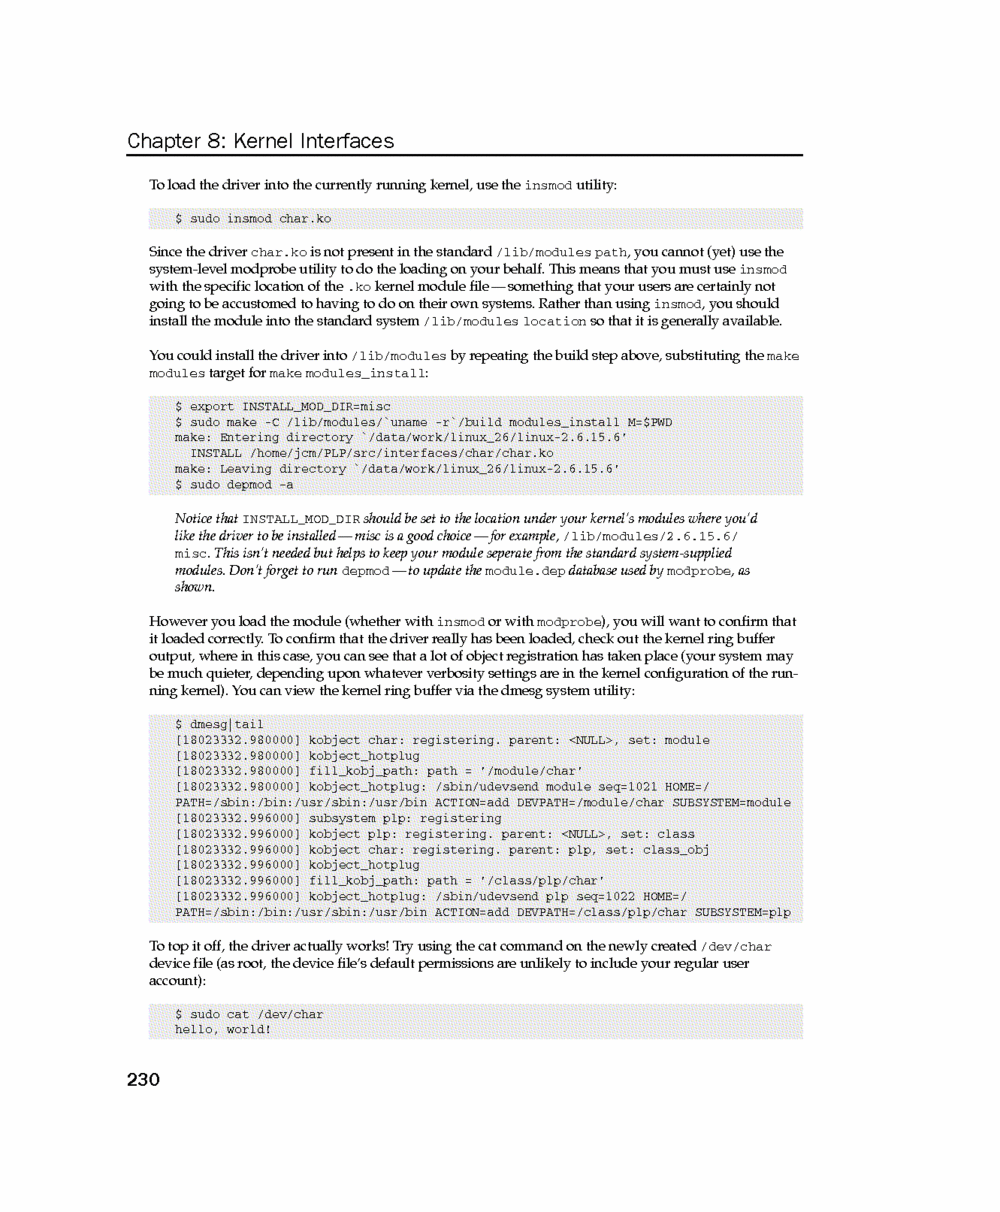 Chapter 8: Kernel Interfaces
To load the driver into the currently running kernel, use the insmod utility:
$ sudo insmod char.ko
Since the driver char.ko is not present in the standard /lib/modules path, you cannot (yet) use the
system-level modprobe utility to do the loading on your behalf. This means that you must use insmod
with the specific location of the .ko kernel module file — something that your users are certainly not
going to be accustomed to having to do on their own systems. Rather than using insmod, you should
install the module into the standard system /lib/modules location so that it is generally available.
You could install the driver into /lib/modules by repeating the build step above, substituting the make
modules target for make modules_install:
$ export INSTALL_MOD_DIR=misc
$ sudo make -C /lib/modules/`uname -r`/build modules_install M=$PWD
make: Entering directory `/data/work/linux_26/linux-2.6.15.6'
INSTALL /home/jcm/PLP/src/interfaces/char/char.ko
make: Leaving directory `/data/work/linux_26/linux-2.6.15.6'
$ sudo depmod -a
Notice that INSTALL_MOD_DIR should be set to the location under your kernel's modules where you'd
like the driver to be installed — misc is a good choice — for example, /lib/modules/2.6.15.6/
misc. This isn't needed but helps to keep your module seperate from the standard system-supplied
modules. Don't forget to run depmod — to update the module.dep database used by modprobe, as
shown.
However you load the module (whether with insmod or with modprobe), you will want to confirm that
it loaded correctly. To confirm that the driver really has been loaded, check out the kernel ring buffer
output, where in this case, you can see that a lot of object registration has taken place (your system may
be much quieter, depending upon whatever verbosity settings are in the kernel configuration of the run-
ning kernel). You can view the kernel ring buffer via the dmesg system utility:
$ dmesg|tail
[18023332.980000] kobject char: registering. parent: <NULL>, set: module
[18023332.980000] kobject_hotplug
[18023332.980000] fill_kobj_path: path = '/module/char'
[18023332.980000] kobject_hotplug: /sbin/udevsend module seq=1021 HOME=/
PATH=/sbin:/bin:/usr/sbin:/usr/bin ACTION=add DEVPATH=/module/char SUBSYSTEM=module
[18023332.996000] subsystem plp: registering
[18023332.996000] kobject plp: registering. parent: <NULL>, set: class
[18023332.996000] kobject char: registering. parent: plp, set: class_obj
[18023332.996000] kobject_hotplug
[18023332.996000] fill_kobj_path: path = '/class/plp/char'
[18023332.996000] kobject_hotplug: /sbin/udevsend plp seq=1022 HOME=/
PATH=/sbin:/bin:/usr/sbin:/usr/bin ACTION=add DEVPATH=/class/plp/char SUBSYSTEM=plp
To top it off, the driver actually works! Try using the cat command on the newly created /dev/char
device file (as root, the device file's default permissions are unlikely to include your regular user
account):
$ sudo cat /dev/char
hello, world!
230